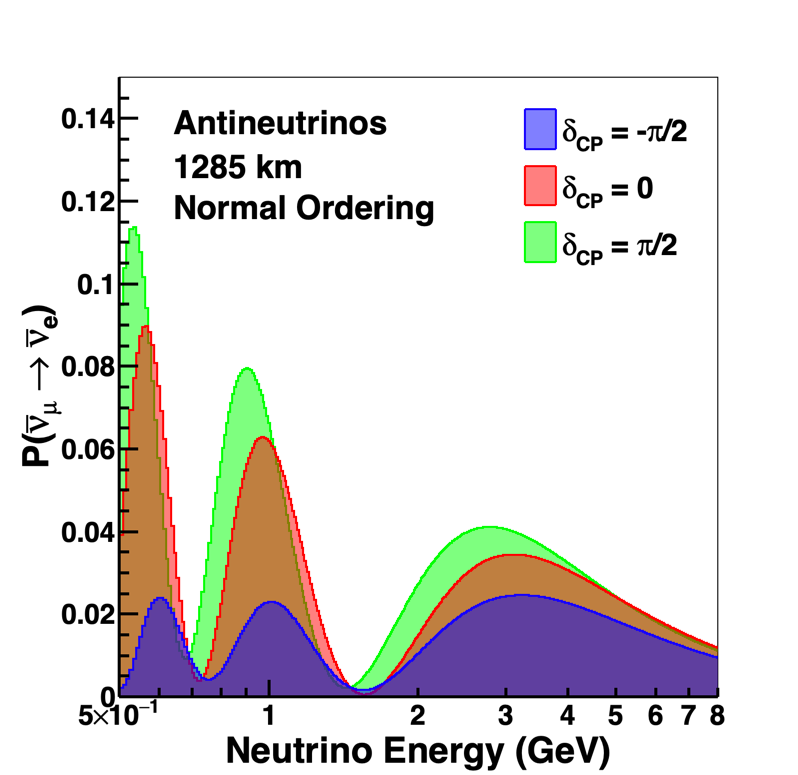 Antineutrinos
1285 km
Normal Ordering
δCP = -π/2
δCP = 0
δCP = π/2
P(ν̅μ → ν̅e)
0.14
0.12
0.1
0.08
0.06
0.04
0.02
0
5×10⁻¹ 1 2 3 4 5 6 7 8
Neutrino Energy (GeV)